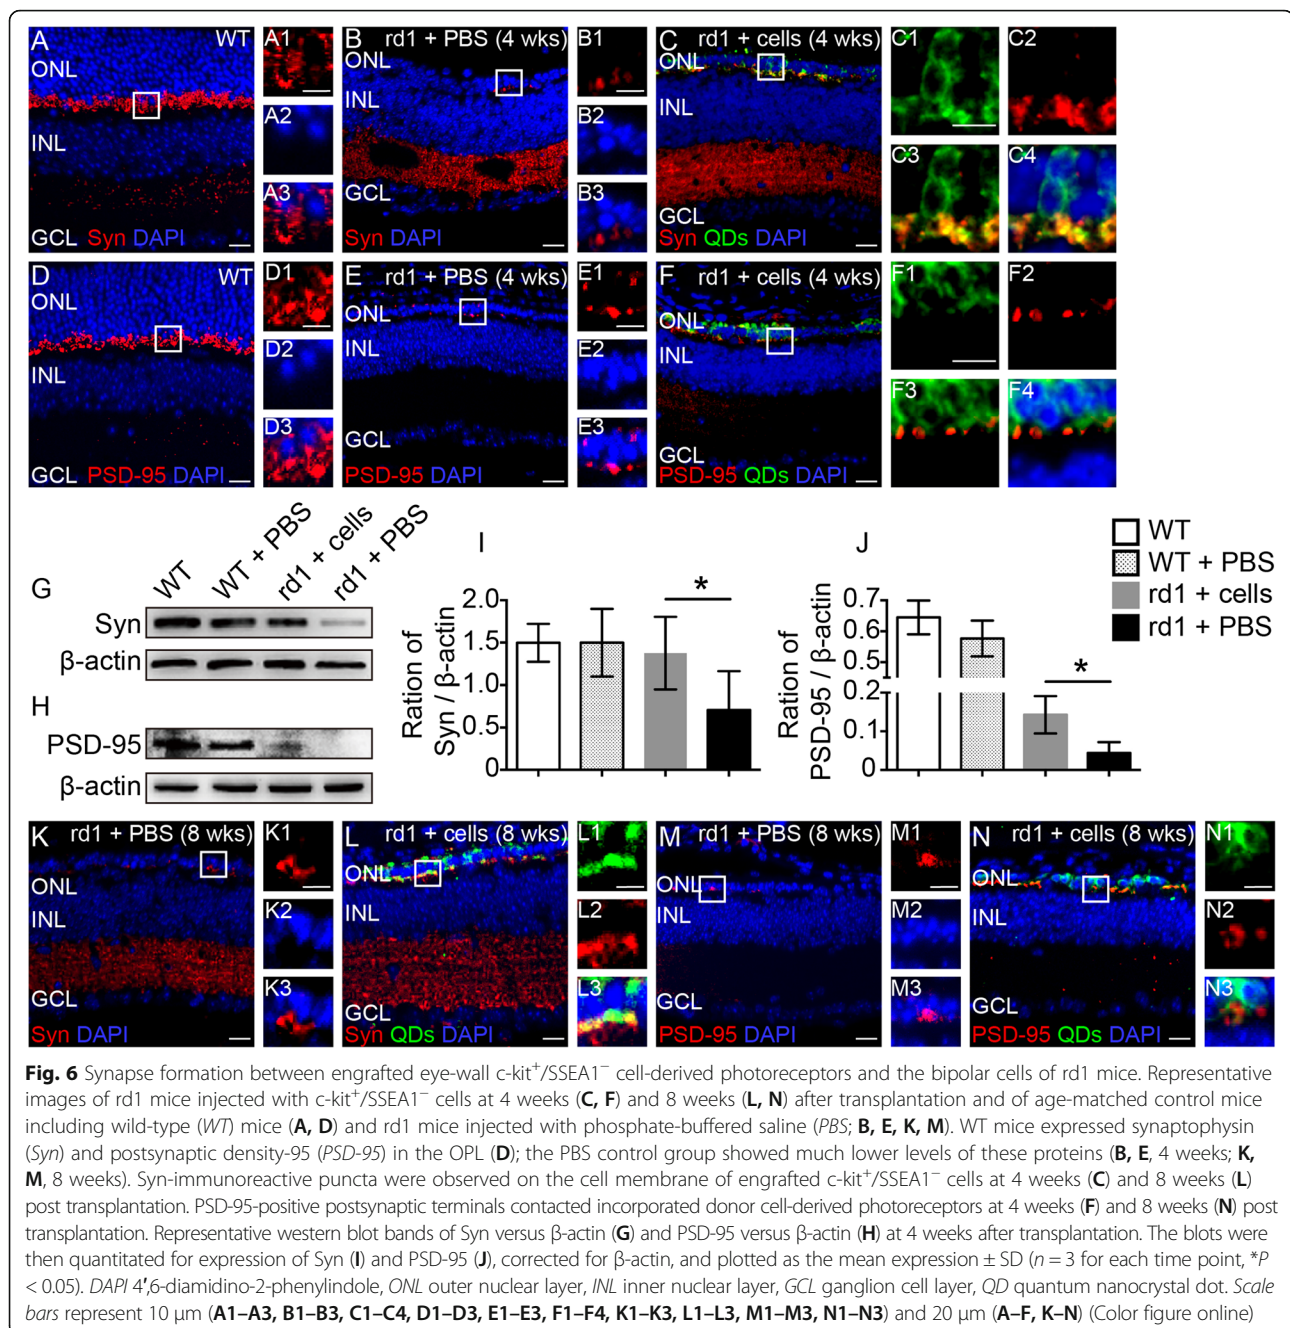 A WT
ONL
INL
GCL Syn DAPI
A1
A2
A3
B rd1 + PBS (4 wks)
ONL
INL
GCL
Syn DAPI
B1
B2
B3
C rd1 + cells (4 wks)
ONL
INL
GCL
Syn QDs DAPI
C1
C2
C3
C4
D WT
ONL
INL
GCL PSD-95 DAPI
D1
D2
D3
E rd1 + PBS (4 wks)
ONL
INL
GCL
PSD-95 DAPI
E1
E2
E3
F rd1 + cells (4 wks)
ONL
INL
GCL
PSD-95 QDs DAPI
F1
F2
F3
F4
G
WT
WT + PBS
rd1 + cells
rd1 + PBS
Syn
β-actin
H
PSD-95
β-actin
I
Ration of
Syn / β-actin
2.0
1.5
1.0
0.5
0
*
J
Ration of
PSD-95 / β-actin
0.7
0.6
0.5
0.2
0.1
0
*
WT
WT + PBS
rd1 + cells
rd1 + PBS
K rd1 + PBS (8 wks)
ONL
INL
GCL
Syn DAPI
K1
K2
K3
L rd1 + cells (8 wks)
ONL
INL
GCL
Syn QDs DAPI
L1
L2
L3
M rd1 + PBS (8 wks)
ONL
INL
GCL
PSD-95 DAPI
M1
M2
M3
N rd1 + cells (8 wks)
ONL
INL
GCL
PSD-95 QDs DAPI
N1
N2
N3
Fig. 6 Synapse formation between engrafted eye-wall c-kit⁺/SSEA1⁻ cell-derived photoreceptors and the bipolar cells of rd1 mice. Representative
images of rd1 mice injected with c-kit⁺/SSEA1⁻ cells at 4 weeks (C, F) and 8 weeks (L, N) after transplantation and of age-matched control mice
including wild-type (WT) mice (A, D) and rd1 mice injected with phosphate-buffered saline (PBS; B, E, K, M). WT mice expressed synaptophysin
(Syn) and postsynaptic density-95 (PSD-95) in the OPL (D); the PBS control group showed much lower levels of these proteins (B, E, 4 weeks; K,
M, 8 weeks). Syn-immunoreactive puncta were observed on the cell membrane of engrafted c-kit⁺/SSEA1⁻ cells at 4 weeks (C) and 8 weeks (L)
post transplantation. PSD-95-positive postsynaptic terminals contacted incorporated donor cell-derived photoreceptors at 4 weeks (F) and 8 weeks (N) post
transplantation. Representative western blot bands of Syn versus β-actin (G) and PSD-95 versus β-actin (H) at 4 weeks after transplantation. The blots were
then quantitated for expression of Syn (I) and PSD-95 (J), corrected for β-actin, and plotted as the mean expression ± SD (n = 3 for each time point, *P
< 0.05). DAPI 4′,6-diamidino-2-phenylindole, ONL outer nuclear layer, INL inner nuclear layer, GCL ganglion cell layer, QD quantum nanocrystal dot. Scale
bars represent 10 μm (A1–A3, B1–B3, C1–C4, D1–D3, E1–E3, F1–F4, K1–K3, L1–L3, M1–M3, N1–N3) and 20 μm (A–F, K–N) (Color figure online)